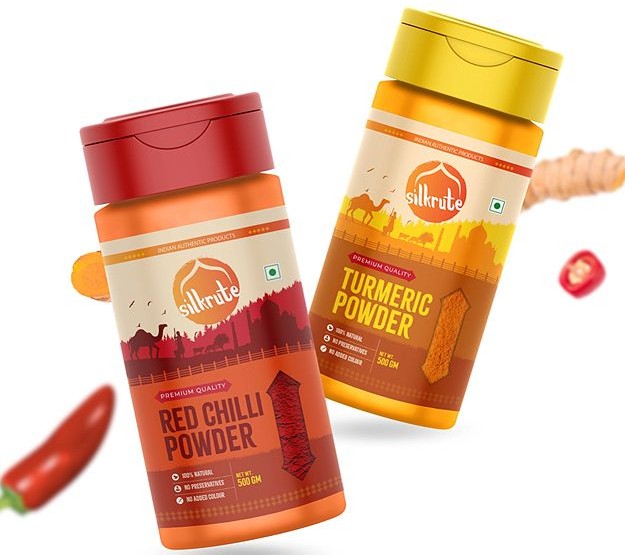 INDIAN AUTHENTIC PRODUCTS
silkrute
PREMIUM QUALITY
RED CHILLI
POWDER
100% NATURAL
NO PRESERVATIVES
NO ADDED COLOUR
NET WT
500 GM
INDIAN AUTHENTIC PRODUCTS
silkrute
PREMIUM QUALITY
TURMERIC
POWDER
100% NATURAL
NO PRESERVATIVES
NO ADDED COLOUR
NET WT
500 GM